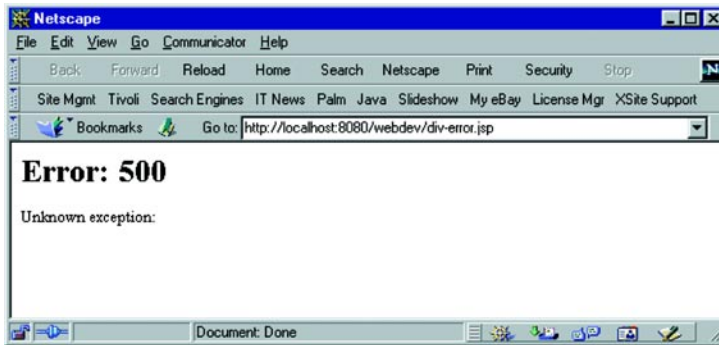 Netscape
File Edit View Go Communicator Help
Back Forward Reload Home Search Netscape Print Security Stop
N
Site Mgmt Tivoli Search Engines IT News Palm Java Slideshow My eBay License Mgr XSite Support
Bookmarks Go to: http://localhost:8080/webdev/div-error.jsp
Error: 500
Unknown exception:
Document: Done